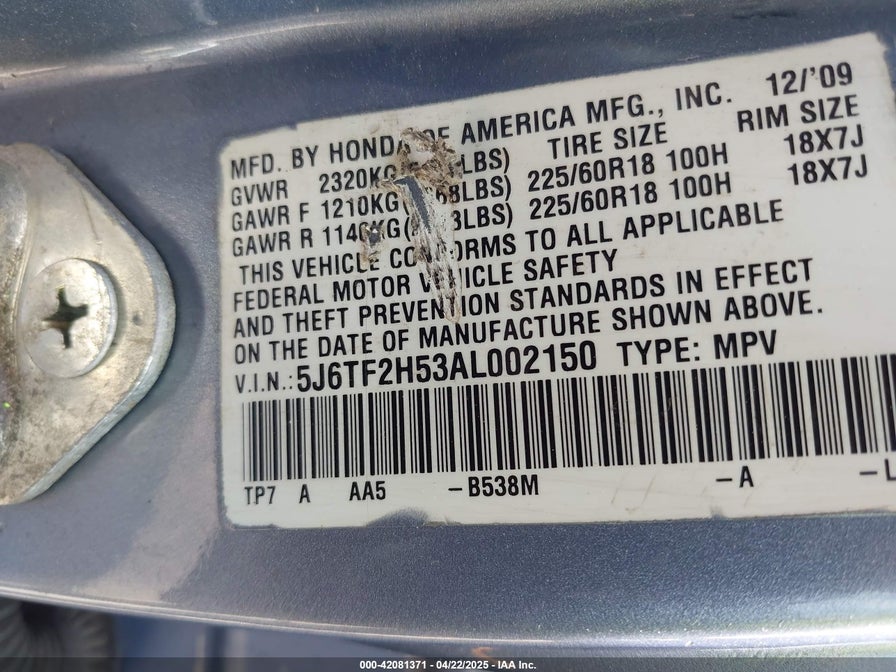 MFD. BY HONDA OF AMERICA MFG., INC. 12/'09
GVWR 2320KG LBS) TIRE SIZE RIM SIZE
GAWR F 1210KG( 68LBS) 225/60R18 100H 18X7J
GAWR R 1140KG( 3LBS) 225/60R18 100H 18X7J
THIS VEHICLE CONFORMS TO ALL APPLICABLE
FEDERAL MOTOR VEHICLE SAFETY
AND THEFT PREVENTION STANDARDS IN EFFECT
ON THE DATE OF MANUFACTURE SHOWN ABOVE.
V.I.N.: 5J6TF2H53AL002150 TYPE: MPV
TP7 A AA5 -B538M -A -L
000-42081371 - 04/22/2025 - IAA Inc.